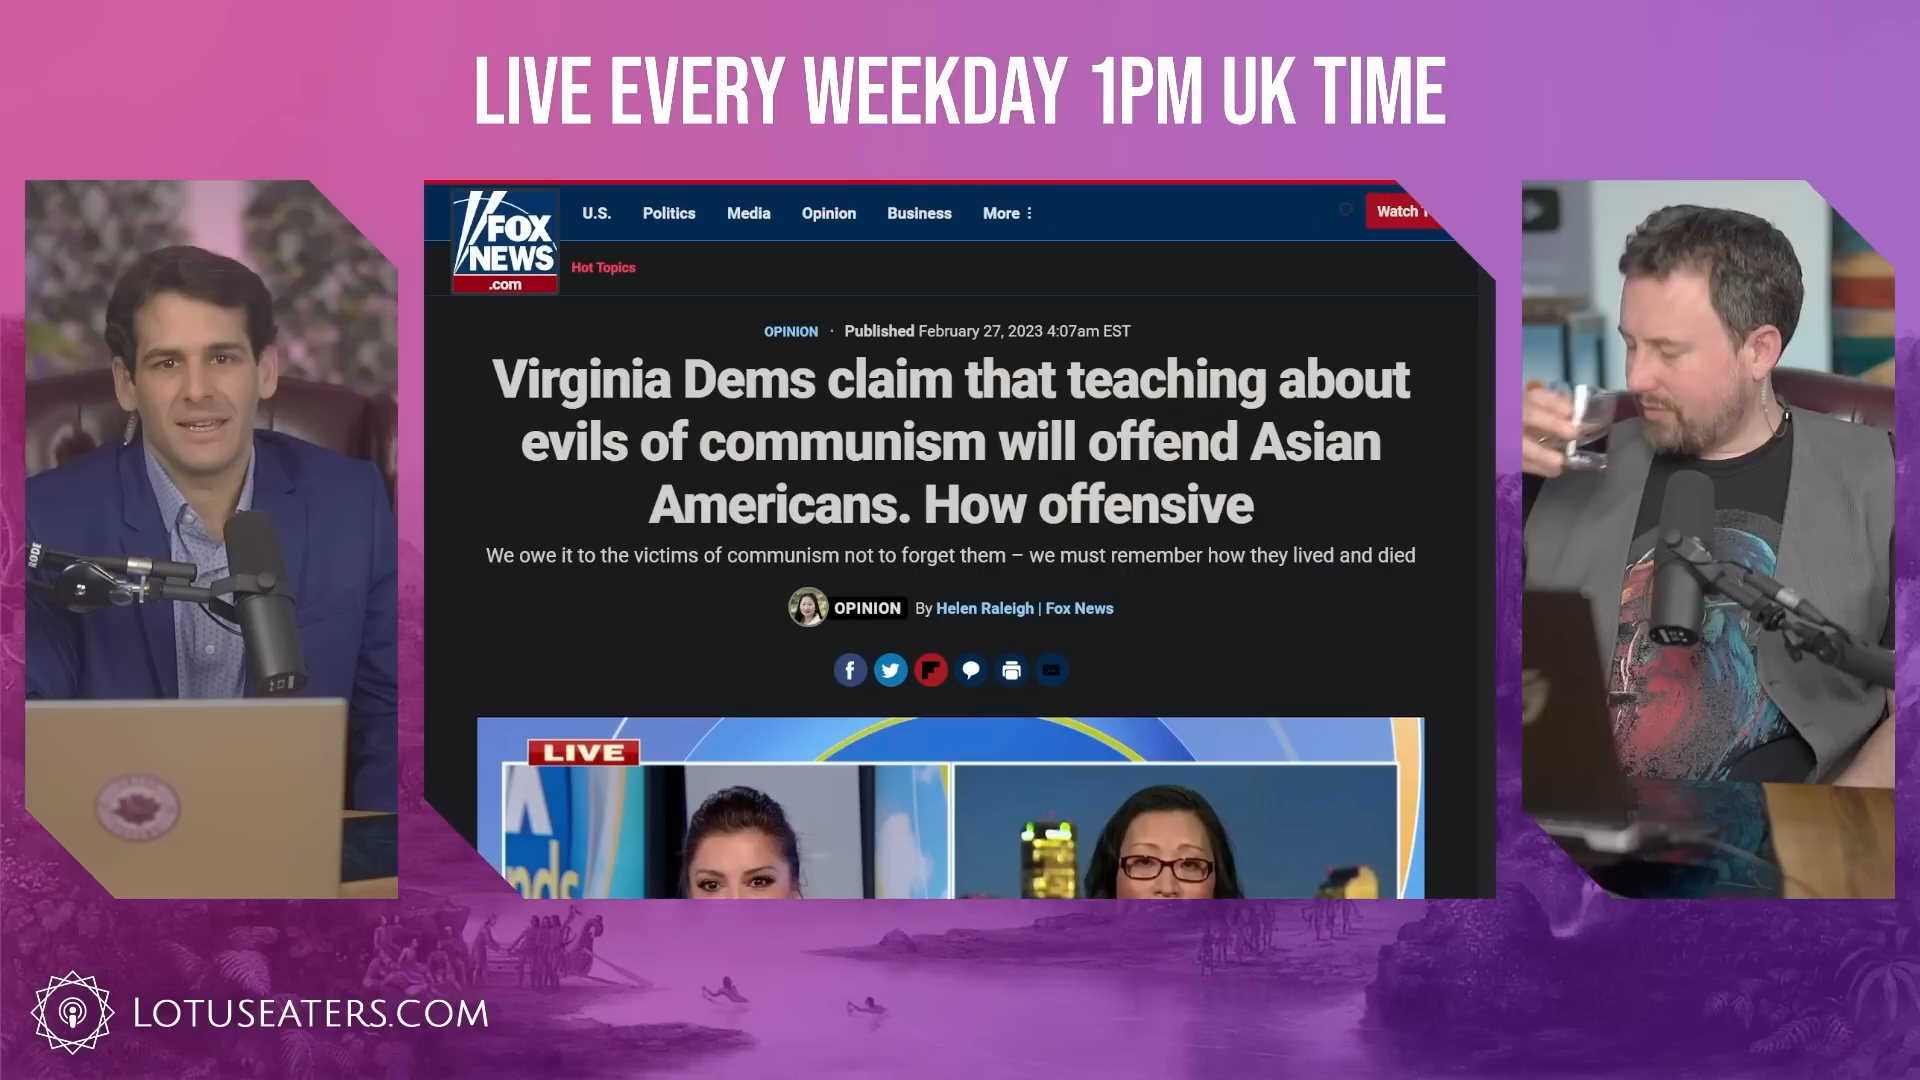 LIVE EVERY WEEKDAY 1PM UK TIME
FOX
NEWS
.com
U.S. Politics Media Opinion Business More
Watch
Hot Topics
OPINION · Published February 27, 2023 4:07am EST
Virginia Dems claim that teaching about
evils of communism will offend Asian
Americans. How offensive
We owe it to the victims of communism not to forget them – we must remember how they lived and died
OPINION By Helen Raleigh | Fox News
LIVE
RODE
LOTUSEATERS.COM